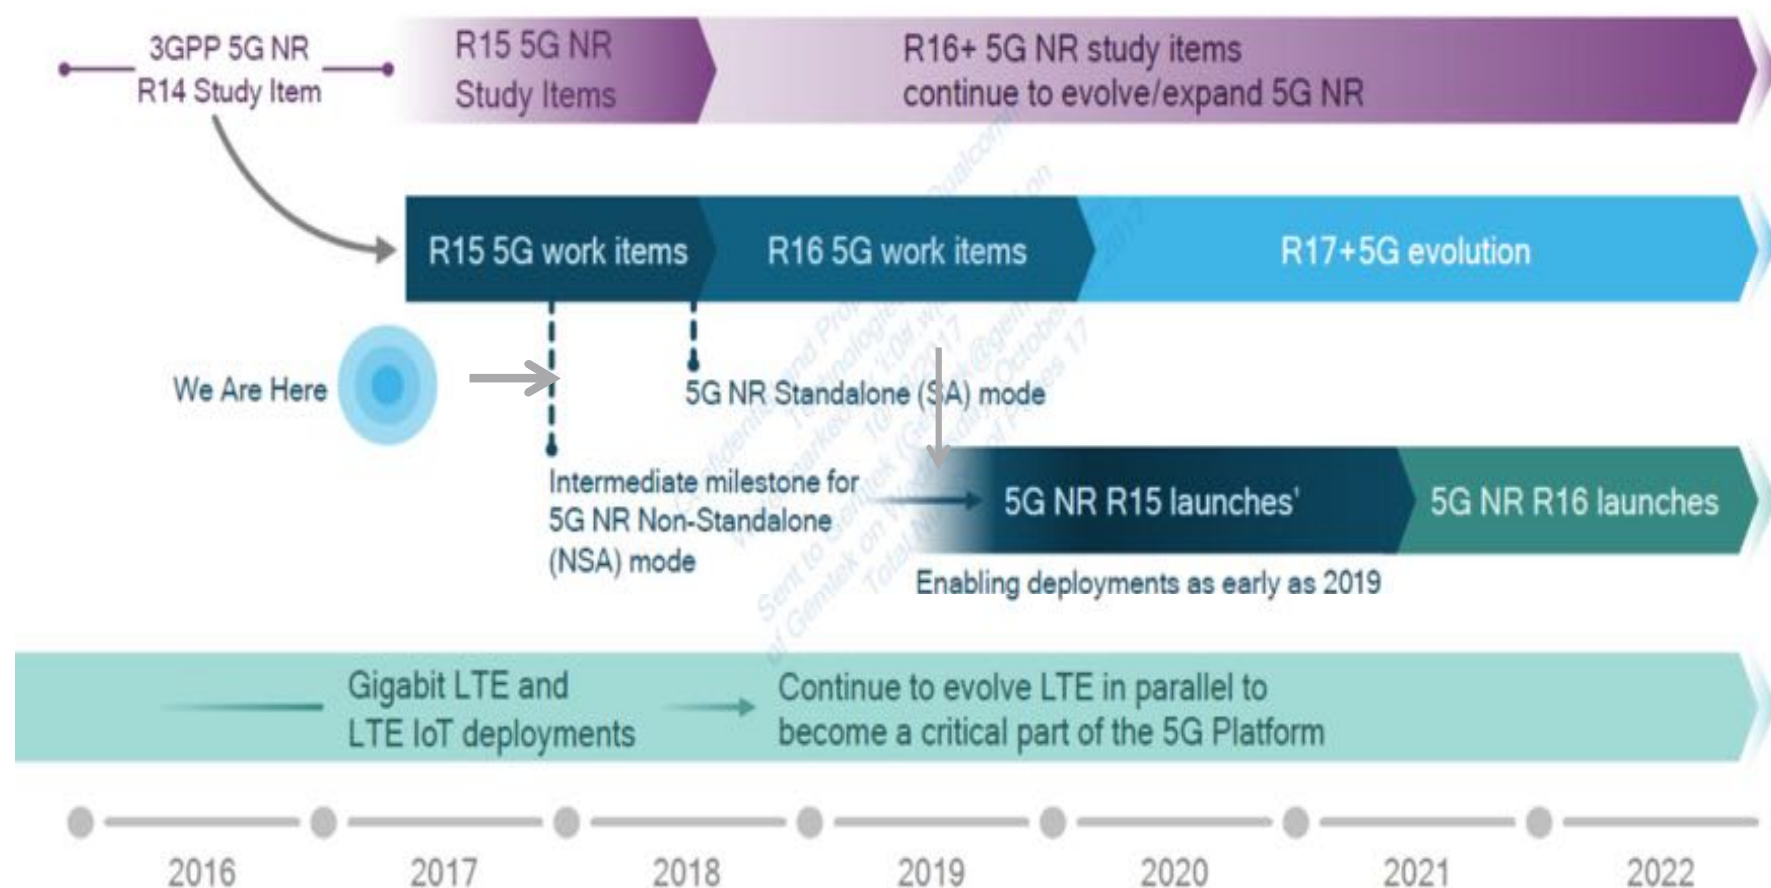 3GPP 5G NR
R14 Study Item
R15 5G NR
Study Items
R16+ 5G NR study items
continue to evolve/expand 5G NR
R15 5G work items
R16 5G work items
R17+5G evolution
We Are Here
5G NR Standalone (SA) mode
Intermediate milestone for
5G NR Non-Standalone
(NSA) mode
5G NR R15 launches'
5G NR R16 launches
Enabling deployments as early as 2019
Gigabit LTE and
LTE IoT deployments
Continue to evolve LTE in parallel to
become a critical part of the 5G Platform
2016
2017
2018
2019
2020
2021
2022